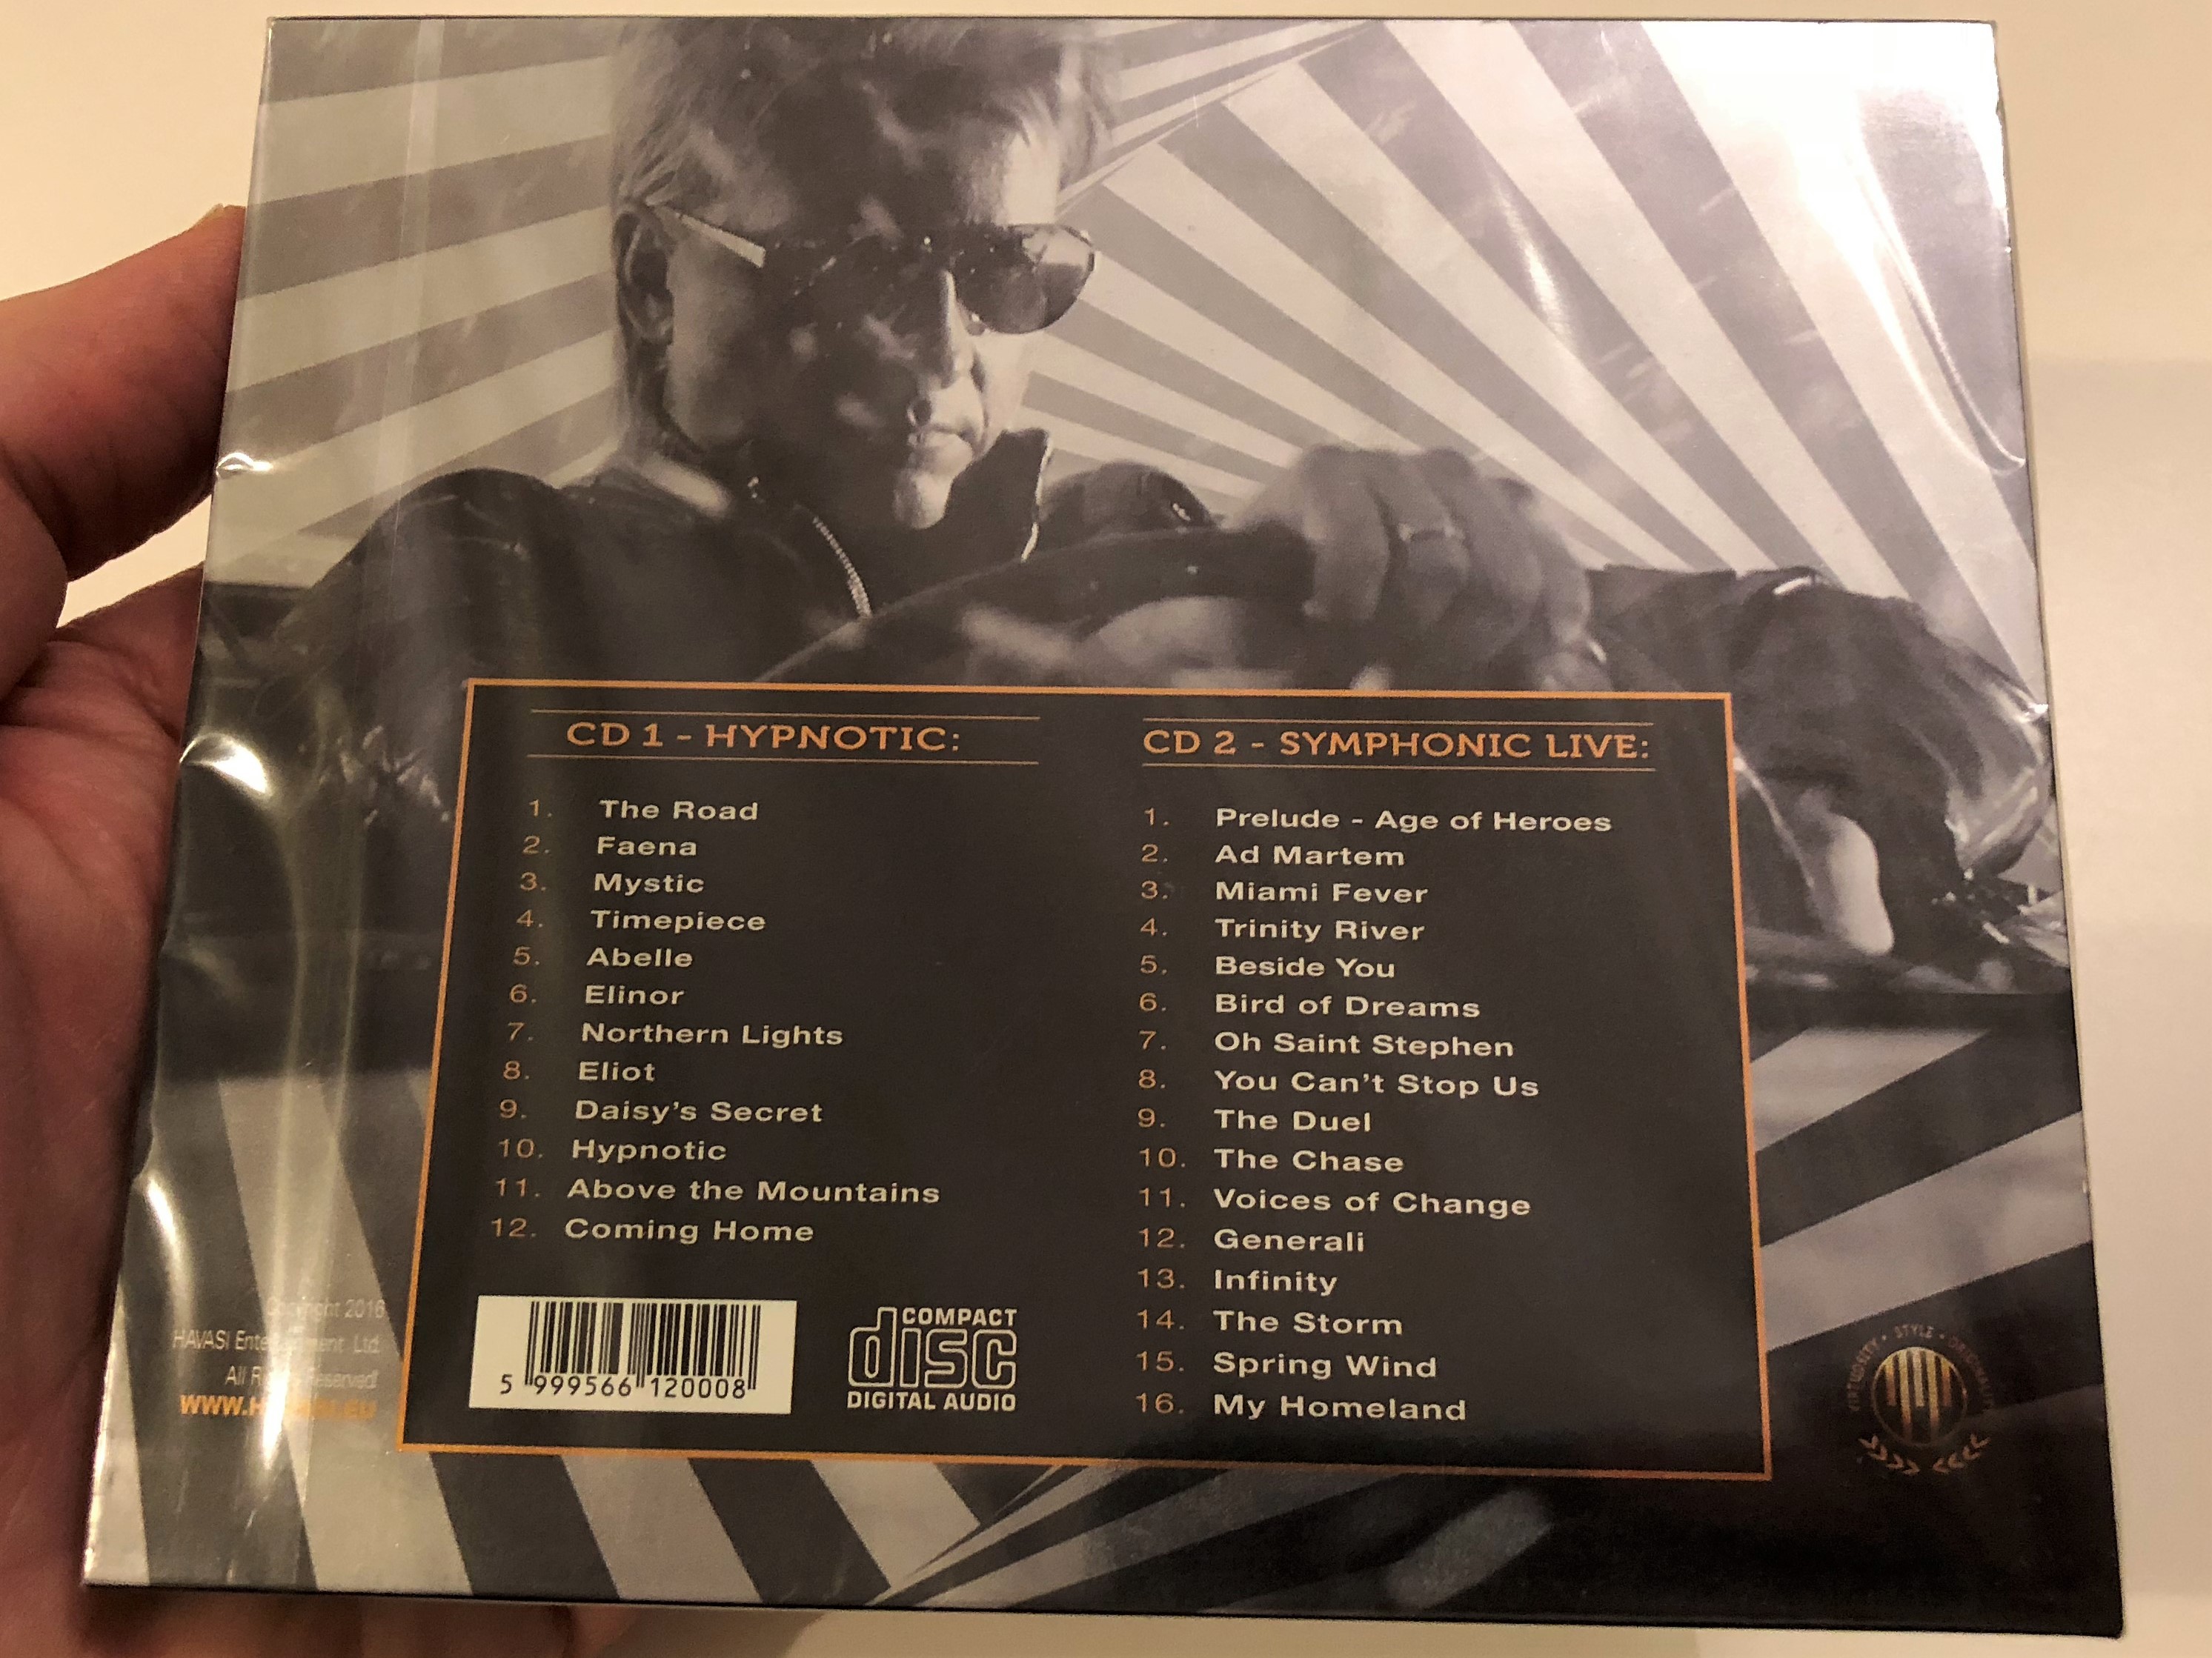 CD 1 - HYPNOTIC:
1. The Road
2. Faena
3. Mystic
4. Timepiece
5. Abelle
6. Elinor
7. Northern Lights
8. Eliot
9. Daisy's Secret
10. Hypnotic
11. Above the Mountains
12. Coming Home
CD 2 - SYMPHONIC LIVE:
1. Prelude - Age of Heroes
2. Ad Martem
3. Miami Fever
4. Trinity River
5. Beside You
6. Bird of Dreams
7. Oh Saint Stephen
8. You Can't Stop Us
9. The Duel
10. The Chase
11. Voices of Change
12. Generali
13. Infinity
14. The Storm
15. Spring Wind
16. My Homeland
Copyright 2016
HAVASI Entertainment Ltd.
All Rights Reserved!
5 999566 120008
COMPACT
disc
DIGITAL AUDIO
VIRTUOSITY • STYLE • ORIGINALITY